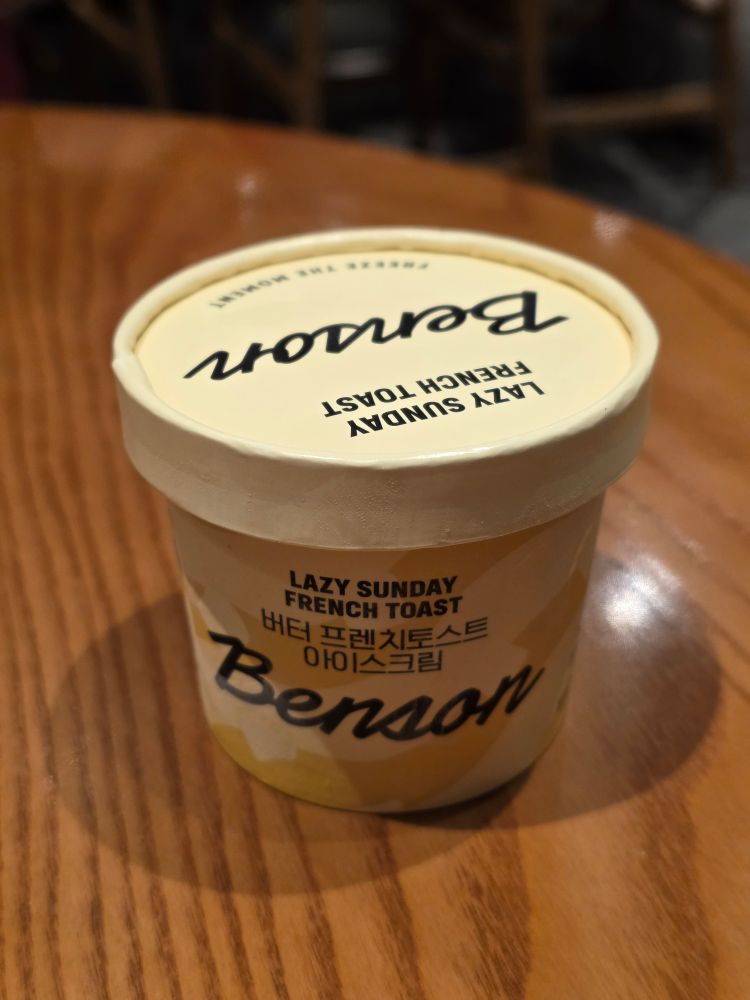 FREEZE THE MOMENT
Benson
LAZY SUNDAY
FRENCH TOAST
LAZY SUNDAY
FRENCH TOAST
버터 프렌치토스트
아이스크림
Benson